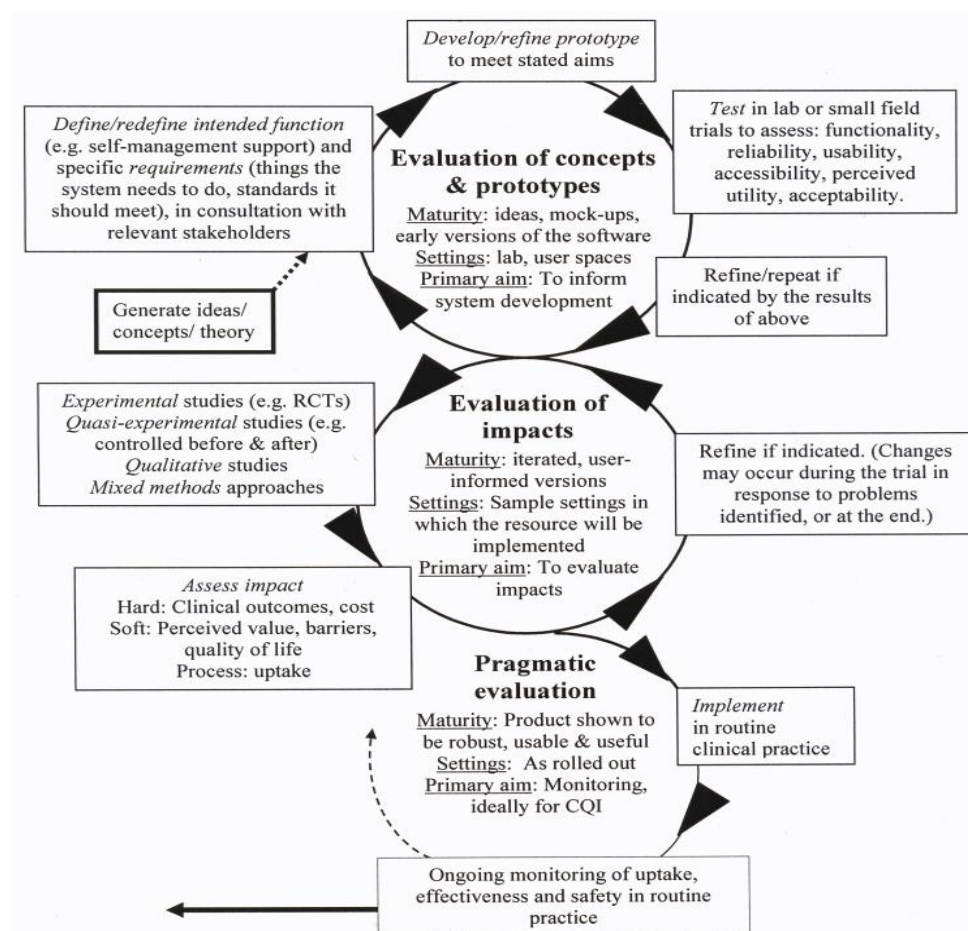 Develop/refine prototype
to meet stated aims
Define/redefine intended function
(e.g. self-management support) and
specific requirements (things the
system needs to do, standards it
should meet), in consultation with
relevant stakeholders
Test in lab or small field
trials to assess: functionality,
reliability, usability,
accessibility, perceived
utility, acceptability.
Evaluation of concepts
& prototypes
Maturity: ideas, mock-ups,
early versions of the software
Settings: lab, user spaces
Primary aim: To inform
system development
Generate ideas/
concepts/ theory
Refine/repeat if
indicated by the results
of above
Experimental studies (e.g. RCTs)
Quasi-experimental studies (e.g.
controlled before & after)
Qualitative studies
Mixed methods approaches
Evaluation of
impacts
Maturity: iterated, user-
informed versions
Settings: Sample settings in
which the resource will be
implemented
Primary aim: To evaluate
impacts
Refine if indicated. (Changes
may occur during the trial in
response to problems
identified, or at the end.)
Assess impact
Hard: Clinical outcomes, cost
Soft: Perceived value, barriers,
quality of life
Process: uptake
Pragmatic
evaluation
Maturity: Product shown to
be robust, usable & useful
Settings: As rolled out
Primary aim: Monitoring,
ideally for CQI
Implement
in routine
clinical practice
Ongoing monitoring of uptake,
effectiveness and safety in routine
practice